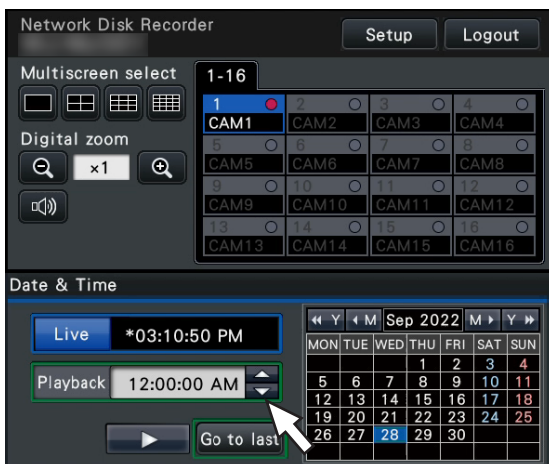 Network Disk Recorder
Setup
Logout
Multiscreen select
1-16
1 2 3 4
CAM1 CAM2 CAM3 CAM4
Digital zoom
5 6 7 8
CAM5 CAM6 CAM7 CAM8
×1
9 10 11 12
CAM9 CAM10 CAM11 CAM12
13 14 15 16
CAM13 CAM14 CAM15 CAM16
Date & Time
Live *03:10:50 PM
Playback 12:00:00 AM
Go to last
Y M Sep 2022 M Y
MON TUE WED THU FRI SAT SUN
1 2 3 4
5 6 7 8 9 10 11
12 13 14 15 16 17 18
19 20 21 22 23 24 25
26 27 28 29 30